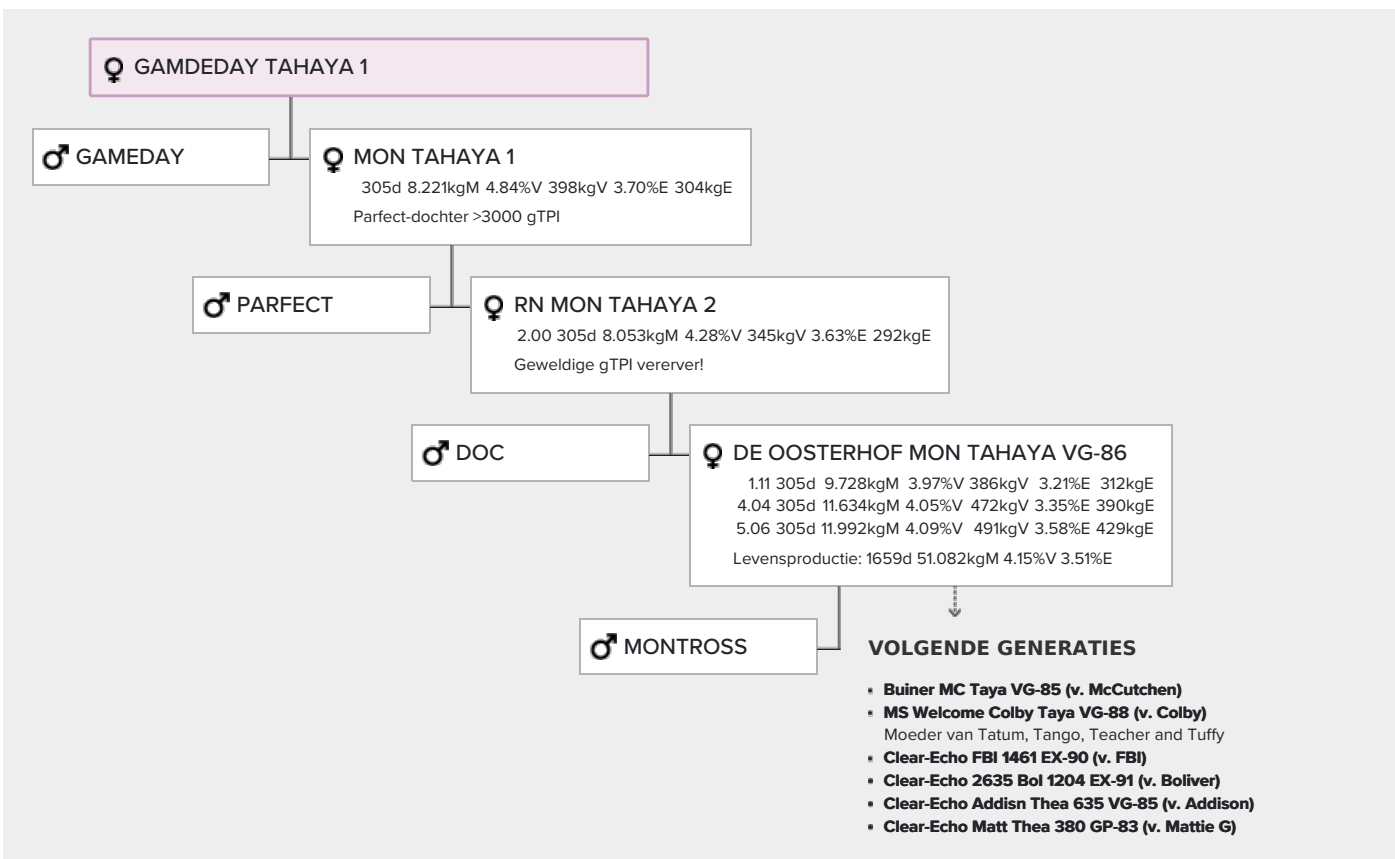 GAMDEDAY TAHAYA 1
GAMEDAY
MON TAHAYA 1
305d 8.221kgM 4.84%V 398kgV 3.70%E 304kgE
Parfect-dochter >3000 gTPI
PARFECT
RN MON TAHAYA 2
2.00 305d 8.053kgM 4.28%V 345kgV 3.63%E 292kgE
Geweldige gTPI vererver!
DOC
DE OOSTERHOF MON TAHAYA VG-86
1.11 305d 9.728kgM 3.97%V 386kgV 3.21%E 312kgE
4.04 305d 11.634kgM 4.05%V 472kgV 3.35%E 390kgE
5.06 305d 11.992kgM 4.09%V 491kgV 3.58%E 429kgE
Levensproductie: 1659d 51.082kgM 4.15%V 3.51%E
MONTROSS
VOLGENDE GENERATIES
Buiner MC Taya VG-85 (v. McCutchen)
MS Welcome Colby Taya VG-88 (v. Colby)
Moeder van Tatum, Tango, Teacher and Tuffy
Clear-Echo FBI 1461 EX-90 (v. FBI)
Clear-Echo 2635 Bol 1204 EX-91 (v. Boliver)
Clear-Echo Addisn Thea 635 VG-85 (v. Addison)
Clear-Echo Matt Thea 380 GP-83 (v. Mattie G)